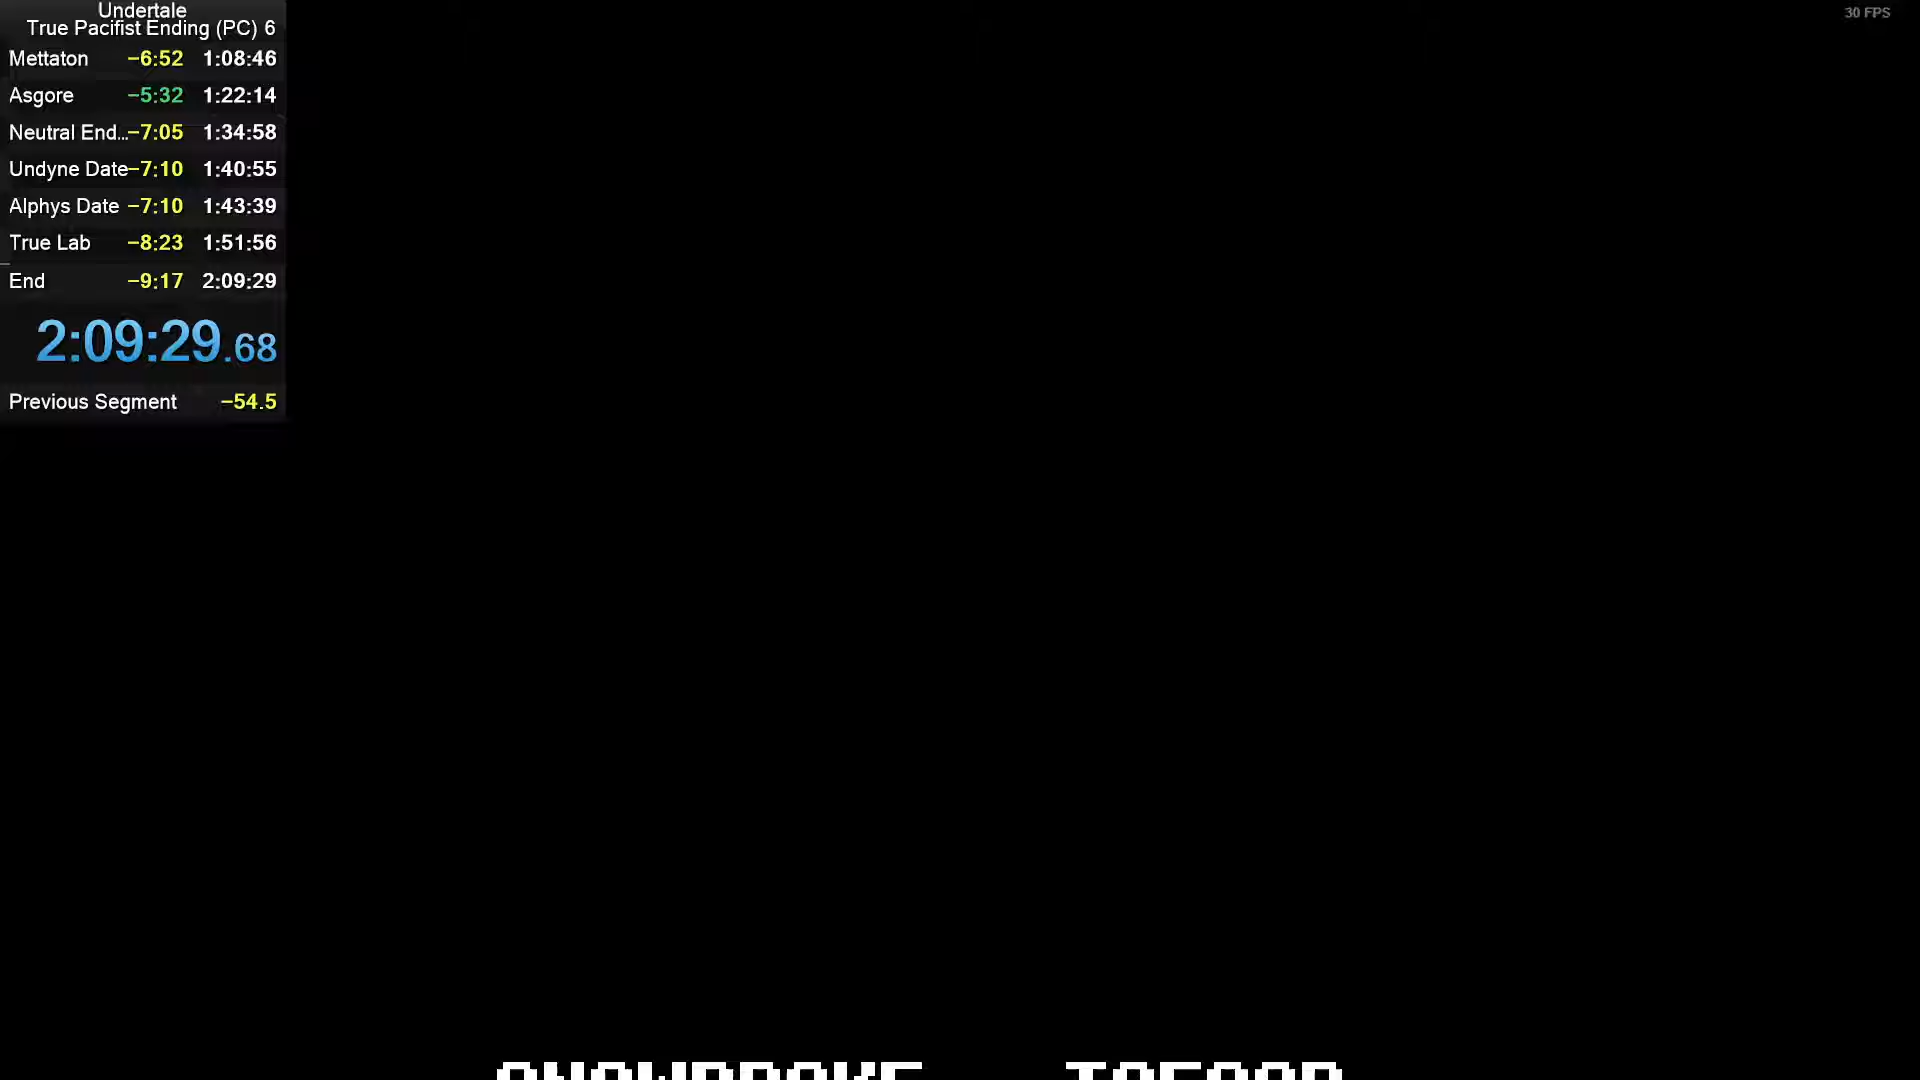 Undertale
True Pacifist Ending (PC) 6
30 FPS
Mettaton −6:52 1:08:46
Asgore −5:32 1:22:14
Neutral End... −7:05 1:34:58
Undyne Date −7:10 1:40:55
Alphys Date −7:10 1:43:39
True Lab −8:23 1:51:56
End −9:17 2:09:29
2:09:29.68
Previous Segment −54.5